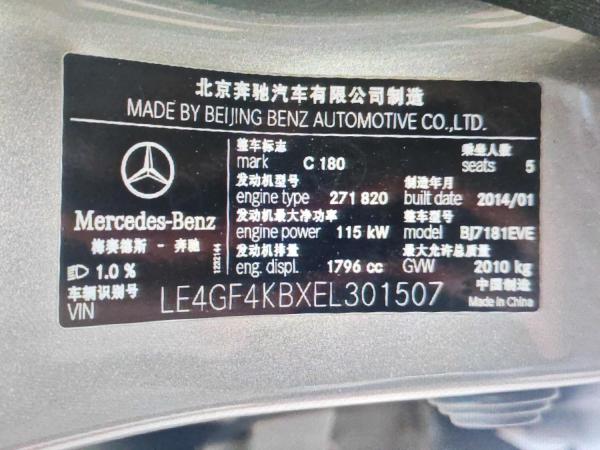 北京奔驰汽车有限公司制造
MADE BY BEIJING BENZ AUTOMOTIVE CO.,LTD.
整车标志 乘坐人数
mark C 180 seats 5
发动机型号 制造年月
engine type 271 820 built date 2014/01
发动机最大净功率 整车型号
engine power 115 kW model BJ7181EVE
发动机排量 最大允许总质量
eng. displ. 1796 cc GVW 2010 kg
Mercedes-Benz
梅赛德斯 - 奔驰
1.0 %
1232144
中国制造
Made in China
车辆识别号
VIN LE4GF4KBXEL301507